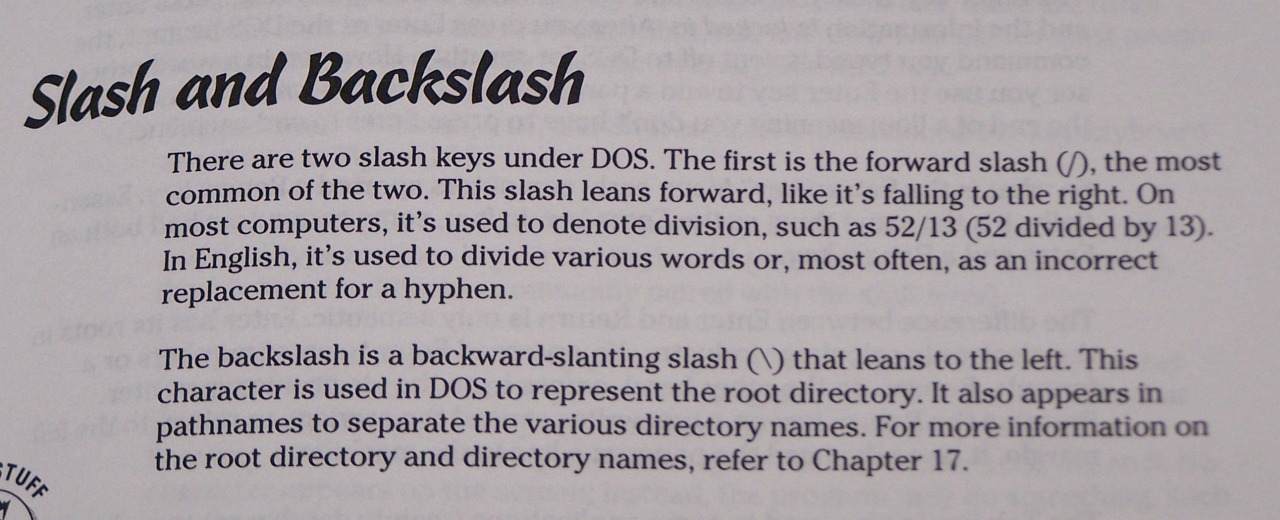 Slash and Backslash
There are two slash keys under DOS. The first is the forward slash (/), the most
common of the two. This slash leans forward, like it's falling to the right. On
most computers, it's used to denote division, such as 52/13 (52 divided by 13).
In English, it's used to divide various words or, most often, as an incorrect
replacement for a hyphen.
The backslash is a backward-slanting slash (\) that leans to the left. This
character is used in DOS to represent the root directory. It also appears in
pathnames to separate the various directory names. For more information on
the root directory and directory names, refer to Chapter 17.
STUFF